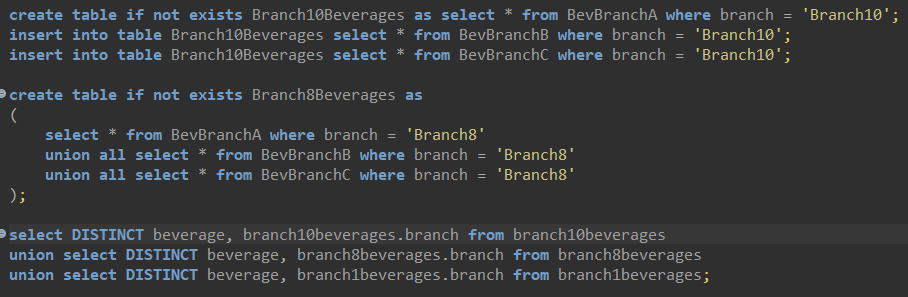 create table if not exists Branch10Beverages as select * from BevBranchA where branch = 'Branch10';
insert into table Branch10Beverages select * from BevBranchB where branch = 'Branch10';
insert into table Branch10Beverages select * from BevBranchC where branch = 'Branch10';
create table if not exists Branch8Beverages as
(
select * from BevBranchA where branch = 'Branch8'
union all select * from BevBranchB where branch = 'Branch8'
union all select * from BevBranchC where branch = 'Branch8'
);
select DISTINCT beverage, branch10beverages.branch from branch10beverages
union select DISTINCT beverage, branch8beverages.branch from branch8beverages
union select DISTINCT beverage, branch1beverages.branch from branch1beverages;